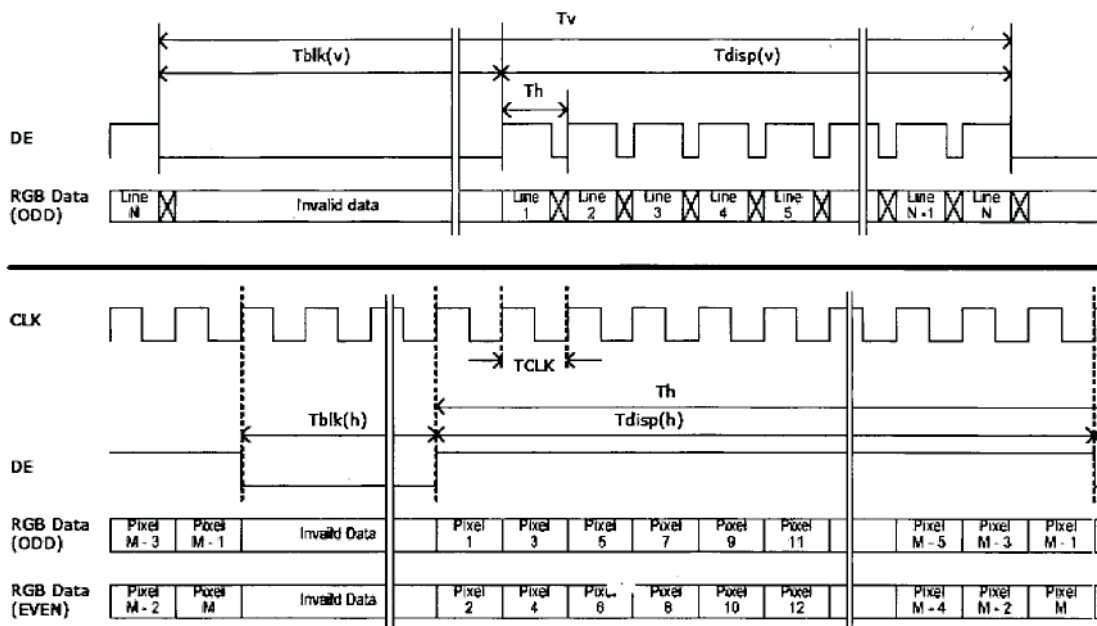 Tv
Tblk(v) Tdisp(v)
Th
DE
RGB Data (ODD) Line N Invalid data Line 1 Line 2 Line 3 Line 4 Line 5 Line N-1 Line N
CLK
TCLK
Th
Tblk(h) Tdisp(h)
DE
RGB Data (ODD) Pixel M-3 Pixel M-1 Invalid Data Pixel 1 Pixel 3 Pixel 5 Pixel 7 Pixel 9 Pixel 11 Pixel M-5 Pixel M-3 Pixel M-1
RGB Data (EVEN) Pixel M-2 Pixel M Invalid Data Pixel 2 Pixel 4 Pixel 6 Pixel 8 Pixel 10 Pixel 12 Pixel M-4 Pixel M-2 Pixel M